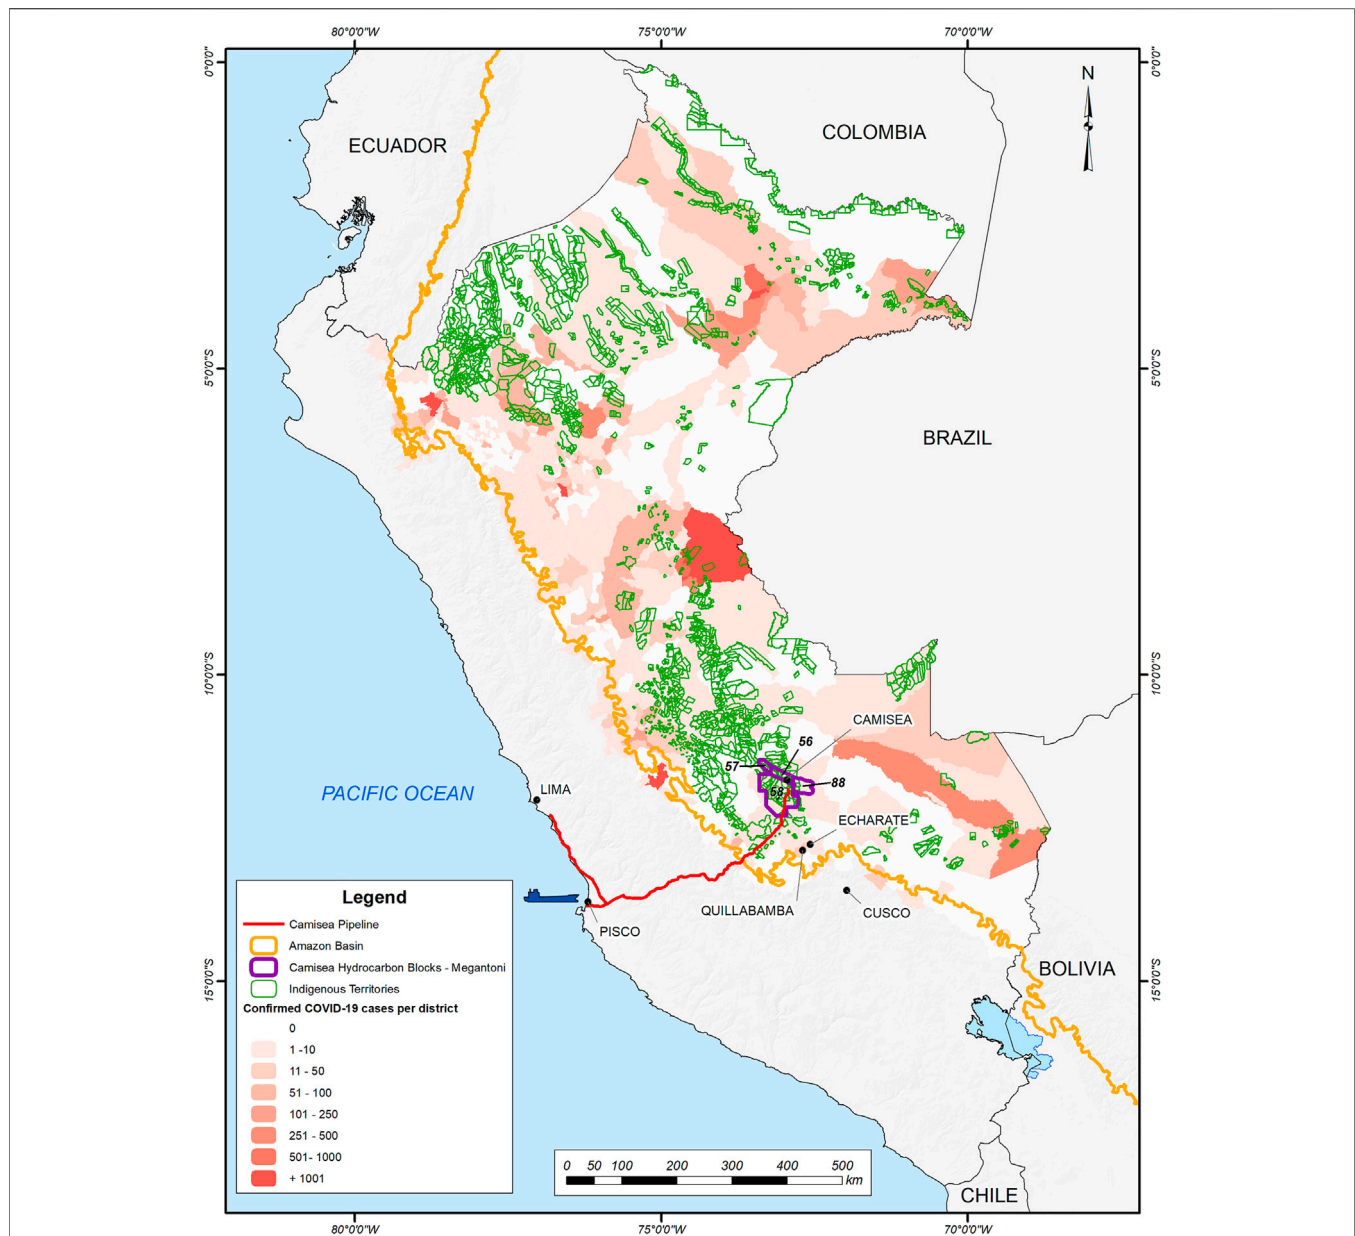 80°0'0"W 75°0'0"W 70°0'0"W
0°0'0" 0°0'0"
N
COLOMBIA
ECUADOR
5°0'0"S 5°0'0"S
BRAZIL
10°0'0"S 10°0'0"S
CAMISEA
56
57
58
88
PACIFIC OCEAN
LIMA
ECHARATE
QUILLABAMBA
CUSCO
PISCO
BOLIVIA
15°0'0"S 15°0'0"S
Legend
Camisea Pipeline
Amazon Basin
Camisea Hydrocarbon Blocks - Megantoni
Indigenous Territories
Confirmed COVID-19 cases per district
0
1 -10
11 - 50
51 - 100
101 - 250
251 - 500
501- 1000
+ 1001
0 50 100 200 300 400 500
km
CHILE
80°0'0"W 75°0'0"W 70°0'0"W